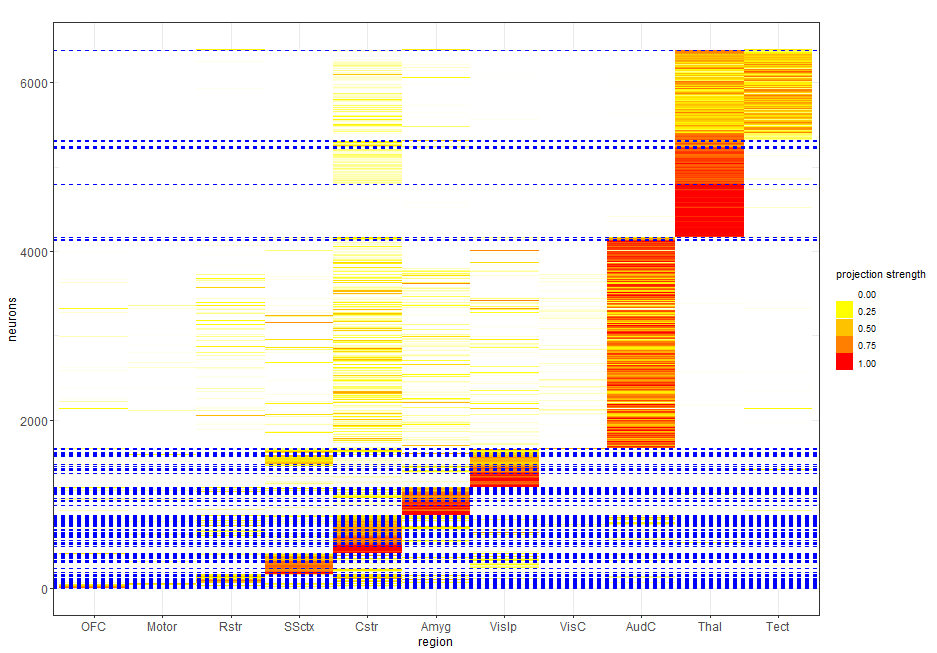 6000
4000
2000
0
neurons
OFC Motor Rstr SSctx Cstr Amyg VisIp VisC AudC Thal Tect
region
projection strength
0.00
0.25
0.50
0.75
1.00